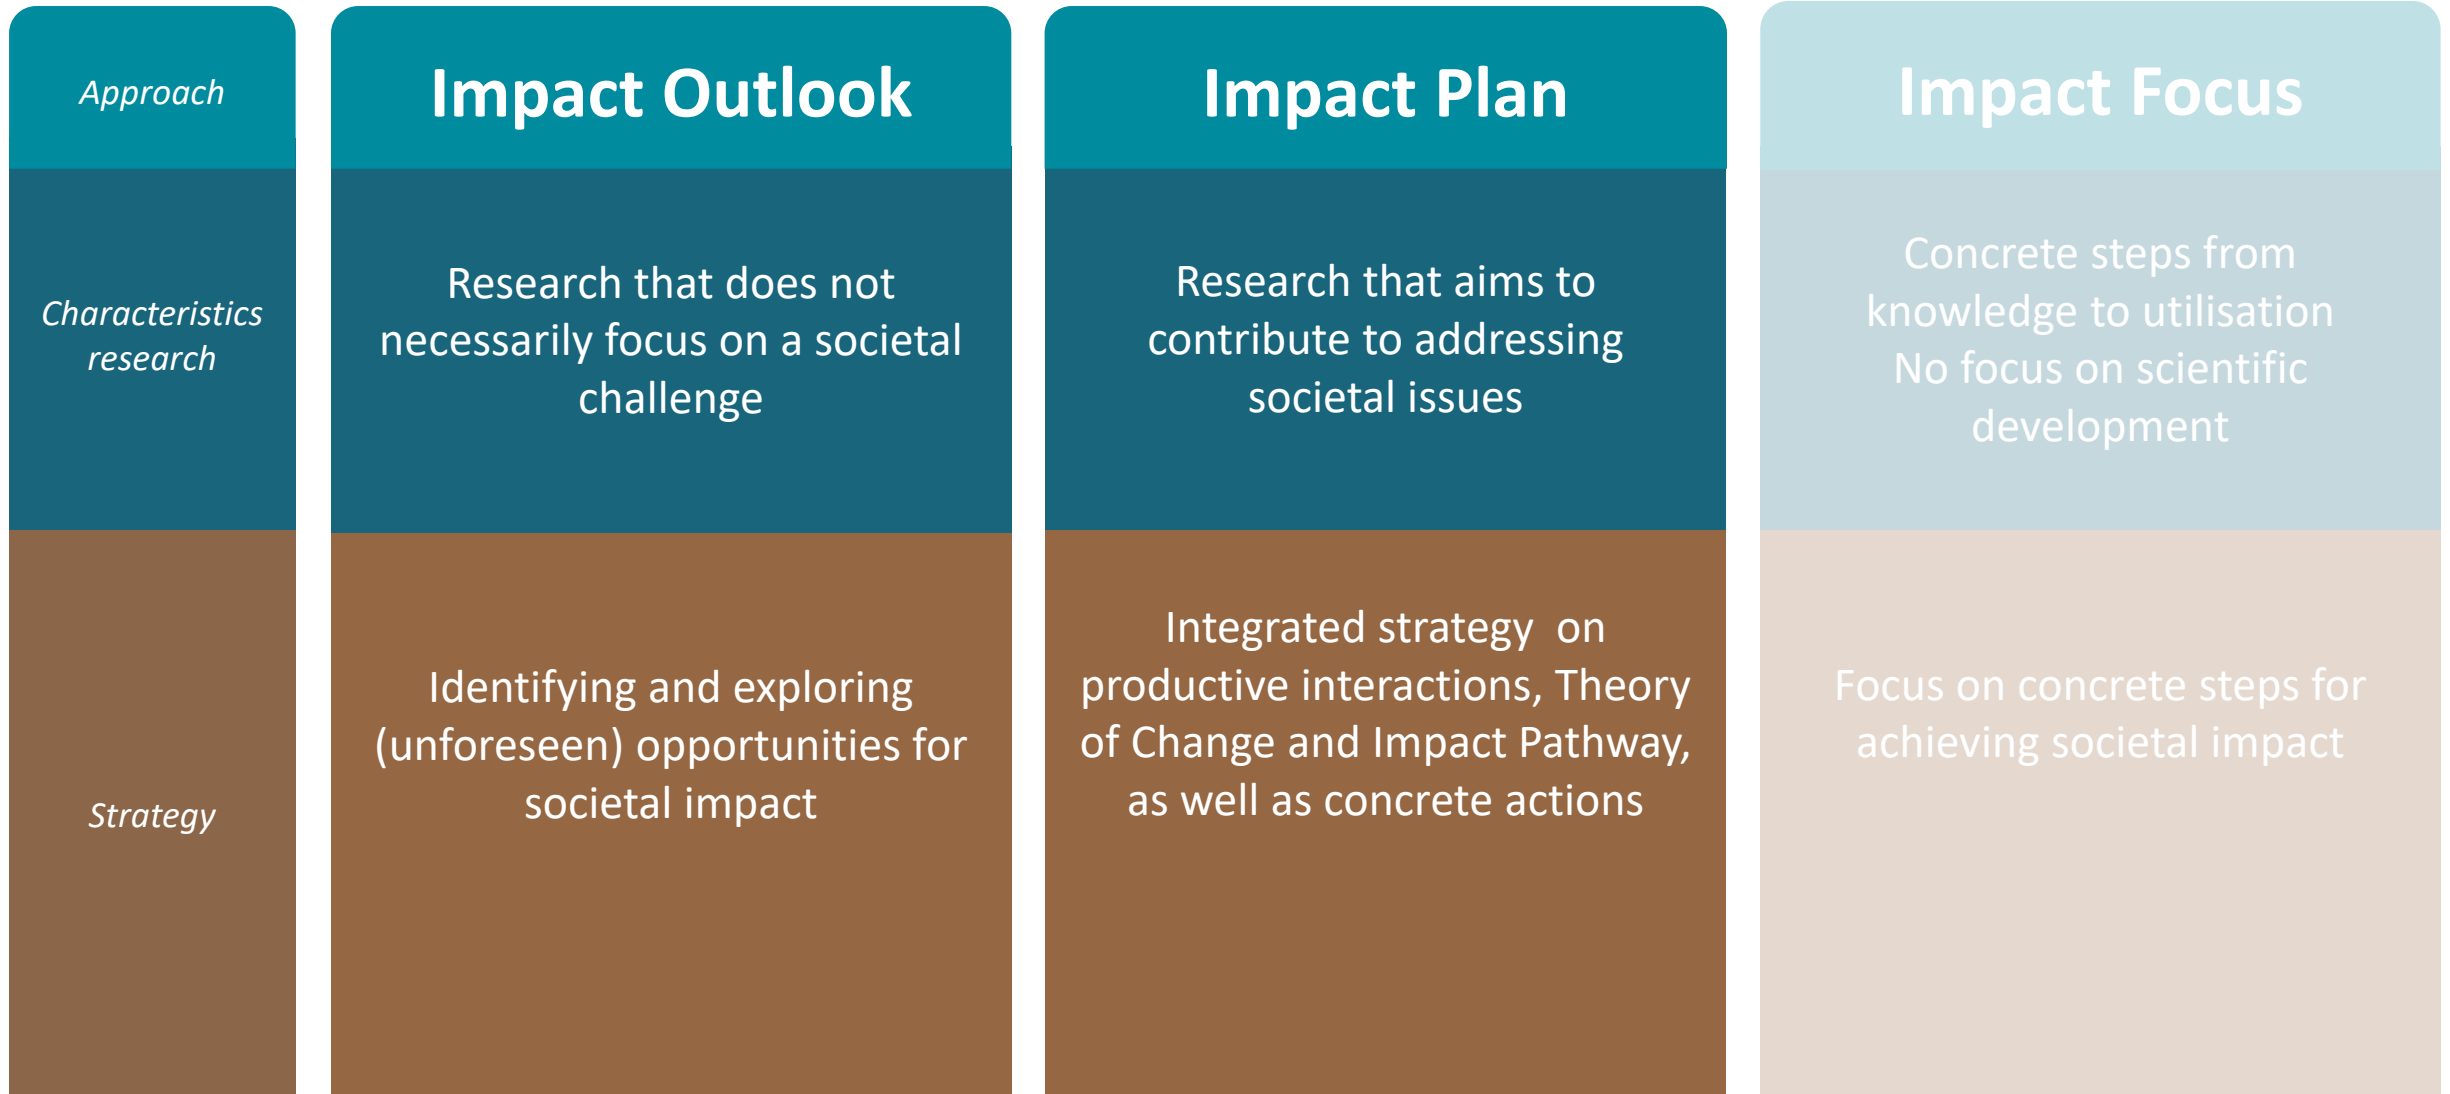 Approach
Impact Outlook
Impact Plan
Impact Focus
Characteristics
research
Research that does not
necessarily focus on a societal
challenge
Research that aims to
contribute to addressing
societal issues
Concrete steps from
knowledge to utilisation
No focus on scientific
development
Strategy
Identifying and exploring
(unforeseen) opportunities for
societal impact
Integrated strategy on
productive interactions, Theory
of Change and Impact Pathway,
as well as concrete actions
Focus on concrete steps for
achieving societal impact